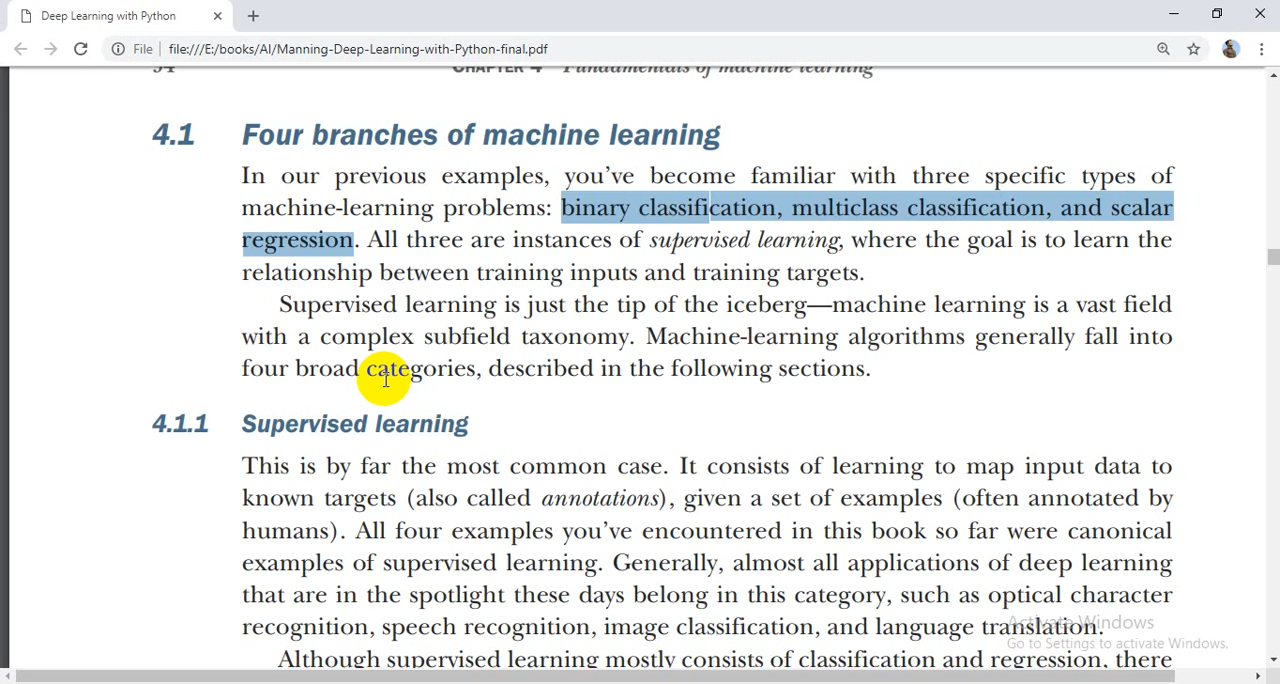 Deep Learning with Python
File file:///E:/books/AI/Manning-Deep-Learning-with-Python-final.pdf
CHAPTER 4 Fundamentals of machine learning
4.1 Four branches of machine learning
In our previous examples, you've become familiar with three specific types of
machine-learning problems: binary classification, multiclass classification, and scalar
regression. All three are instances of supervised learning, where the goal is to learn the
relationship between training inputs and training targets.
Supervised learning is just the tip of the iceberg—machine learning is a vast field
with a complex subfield taxonomy. Machine-learning algorithms generally fall into
four broad categories, described in the following sections.
4.1.1 Supervised learning
This is by far the most common case. It consists of learning to map input data to
known targets (also called annotations), given a set of examples (often annotated by
humans). All four examples you've encountered in this book so far were canonical
examples of supervised learning. Generally, almost all applications of deep learning
that are in the spotlight these days belong in this category, such as optical character
recognition, speech recognition, image classification, and language translation.
Activate Windows
Go to Settings to activate Windows.
Although supervised learning mostly consists of classification and regression, there